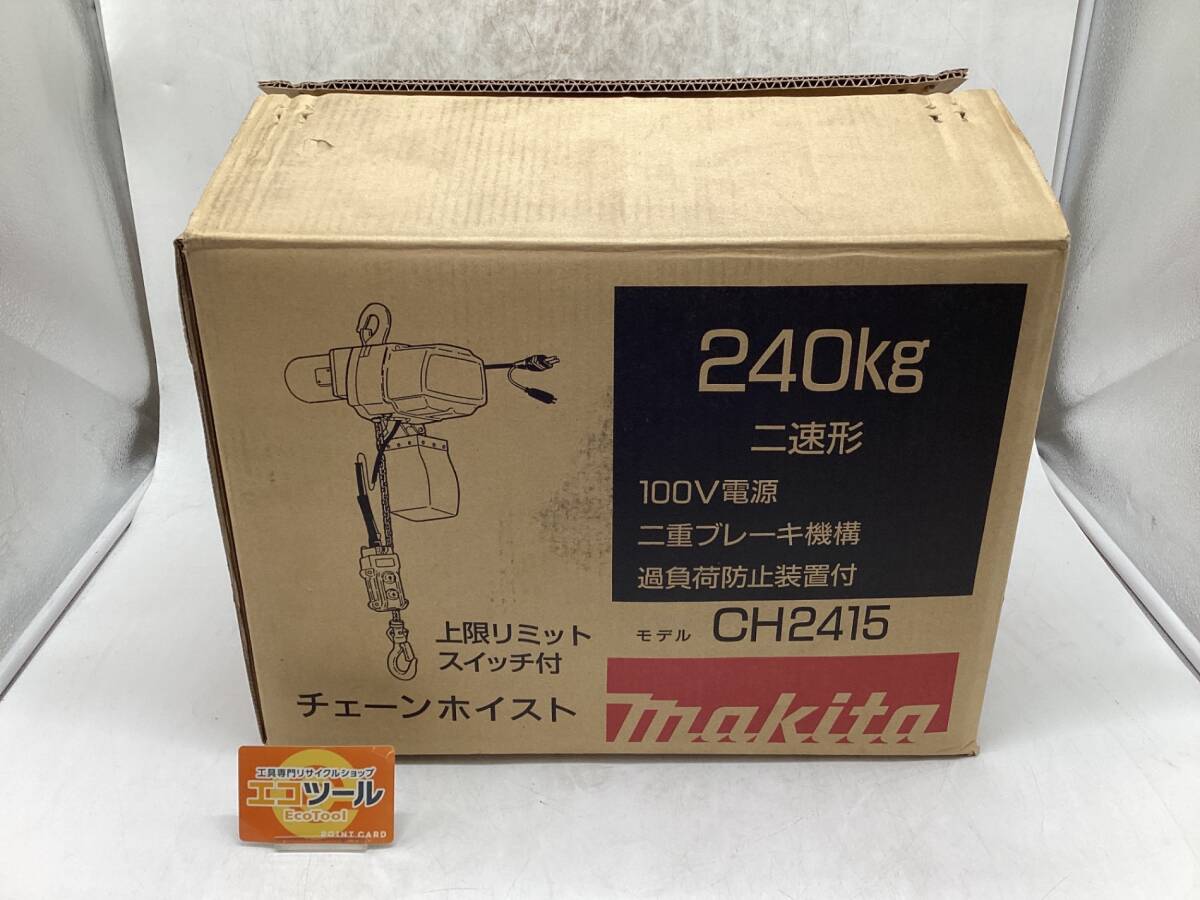 240kg
二速形
100V電源
二重ブレーキ機構
過負荷防止装置付
モデル CH2415
上限リミット
スイッチ付
チェーンホイスト
makita
工具専門リサイクルショップ
エコツール
EcoTool
POINT CARD